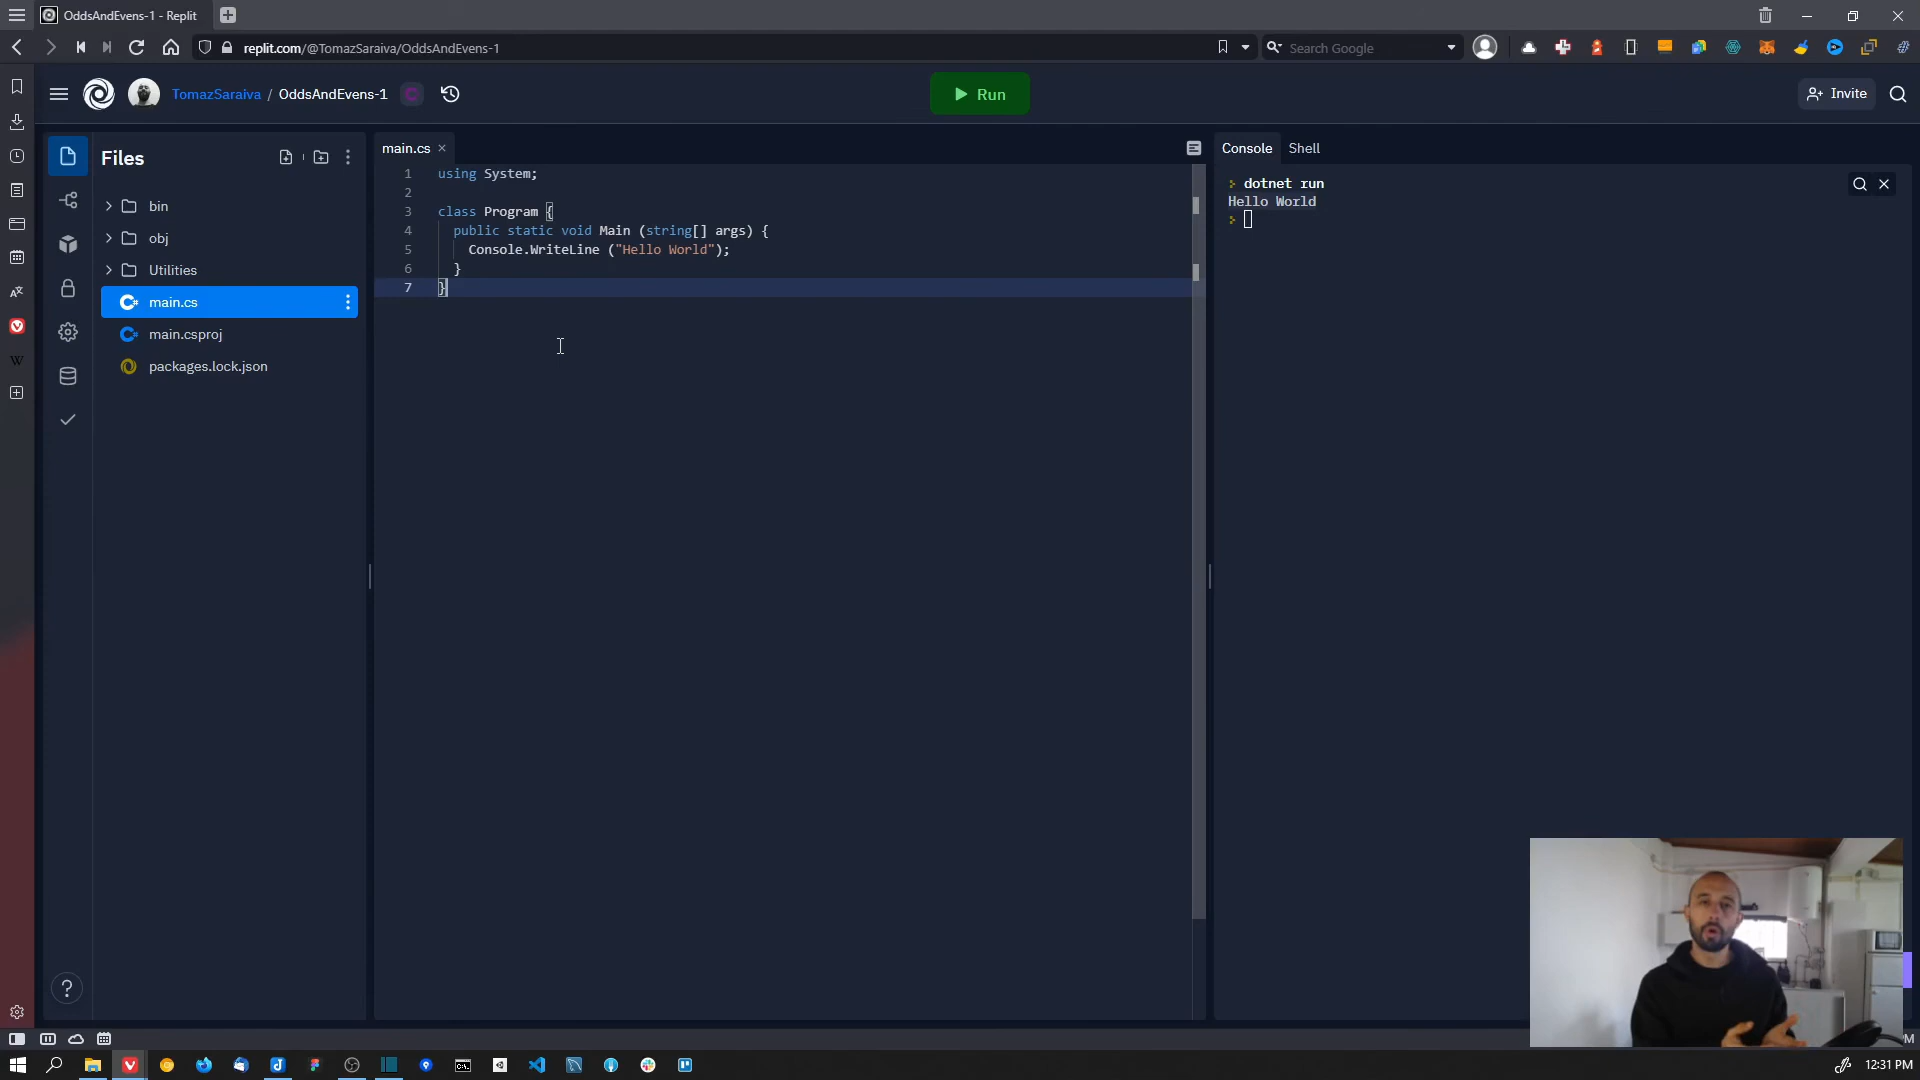 OddsAndEvens-1 - Replit
replit.com/@TomazSaraiva/OddsAndEvens-1
Search Google
TomazSaraiva / OddsAndEvens-1
Run
Invite
Files
bin
obj
Utilities
main.cs
main.csproj
packages.lock.json
main.cs
1 using System;
2
3 class Program {
4 public static void Main (string[] args) {
5 Console.WriteLine ("Hello World");
6 }
7 }
Console Shell
dotnet run
Hello World
12:31 PM